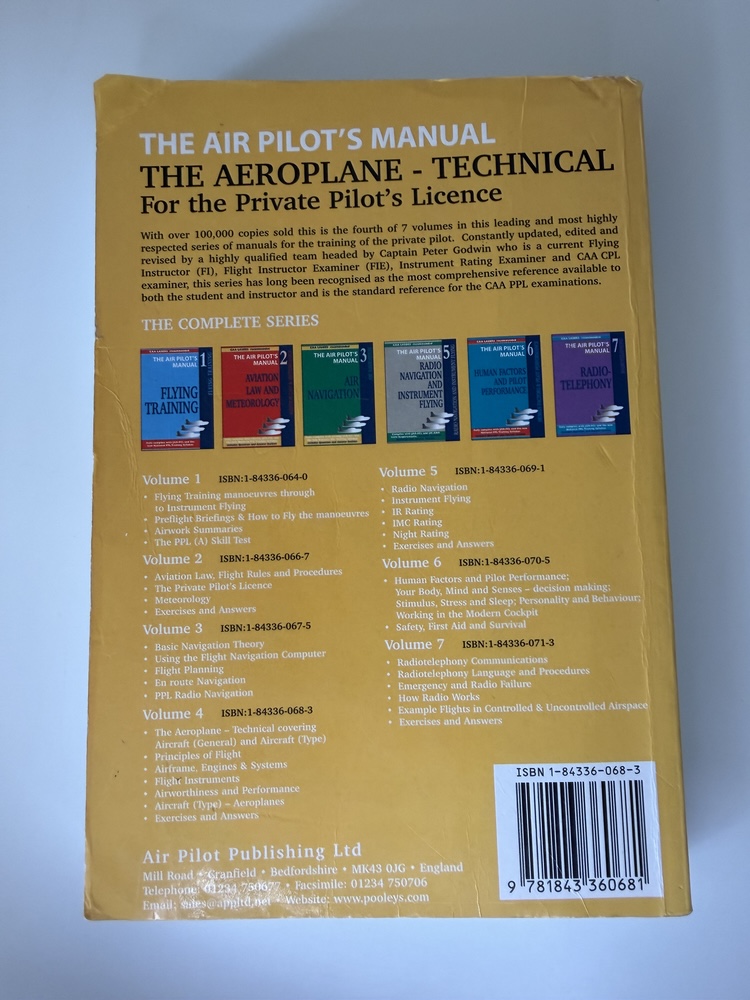 THE AIR PILOT'S MANUAL
THE AEROPLANE - TECHNICAL
For the Private Pilot's Licence
With over 100,000 copies sold this is the fourth of 7 volumes in this leading and most highly
respected series of manuals for the training of the private pilot. Constantly updated, edited and
revised by a highly qualified team headed by Captain Peter Godwin who is a current Flying
Instructor (FI), Flight Instructor Examiner (FIE), Instrument Rating Examiner and CAA CPL
examiner, this series has long been recognised as the most comprehensive reference available to
both the student and instructor and is the standard reference for the CAA PPL examinations.
THE COMPLETE SERIES
THE AIR PILOT'S
MANUAL
1
FLYING
TRAINING
THE AIR PILOT'S
MANUAL
2
AVIATION
LAW AND
METEOROLOGY
THE AIR PILOT'S
MANUAL
3
AIR
NAVIGATION
THE AIR PILOT'S
MANUAL
5
RADIO
NAVIGATION
AND
INSTRUMENT
FLYING
THE AIR PILOT'S
MANUAL
6
HUMAN FACTORS
AND PILOT
PERFORMANCE
THE AIR PILOT'S
MANUAL
7
RADIO-
TELEPHONY
Volume 1 ISBN:1-84336-064-0
• Flying Training manoeuvres through
to Instrument Flying
• Preflight Briefings & How to Fly the manoeuvres
• Airwork Summaries
• The PPL (A) Skill Test
Volume 2 ISBN:1-84336-066-7
• Aviation Law, Flight Rules and Procedures
• The Private Pilot's Licence
• Meteorology
• Exercises and Answers
Volume 3 ISBN:1-84336-067-5
• Basic Navigation Theory
• Using the Flight Navigation Computer
• Flight Planning
• En route Navigation
• PPL Radio Navigation
Volume 4 ISBN:1-84336-068-3
• The Aeroplane – Technical covering
Aircraft (General) and Aircraft (Type)
• Principles of Flight
• Airframe, Engines & Systems
• Flight Instruments
• Airworthiness and Performance
• Aircraft (Type) – Aeroplanes
• Exercises and Answers
Volume 5 ISBN:1-84336-069-1
• Radio Navigation
• Instrument Flying
• IR Rating
• IMC Rating
• Night Rating
• Exercises and Answers
Volume 6 ISBN:1-84336-070-5
• Human Factors and Pilot Performance;
Your Body, Mind and Senses – decision making;
Stimulus, Stress and Sleep; Personality and Behaviour;
Working in the Modern Cockpit
• Safety, First Aid and Survival
Volume 7 ISBN:1-84336-071-3
• Radiotelephony Communications
• Radiotelephony Language and Procedures
• Emergency and Radio Failure
• How Radio Works
• Example Flights in Controlled & Uncontrolled Airspace
• Exercises and Answers
Air Pilot Publishing Ltd
Mill Road • Cranfield • Bedfordshire • MK43 0JG • England
Telephone: 01234 750677 • Facsimile: 01234 750706
Email: sales@appltd.net • Website: www.pooleys.com
ISBN 1-84336-068-3
9 781843 360681